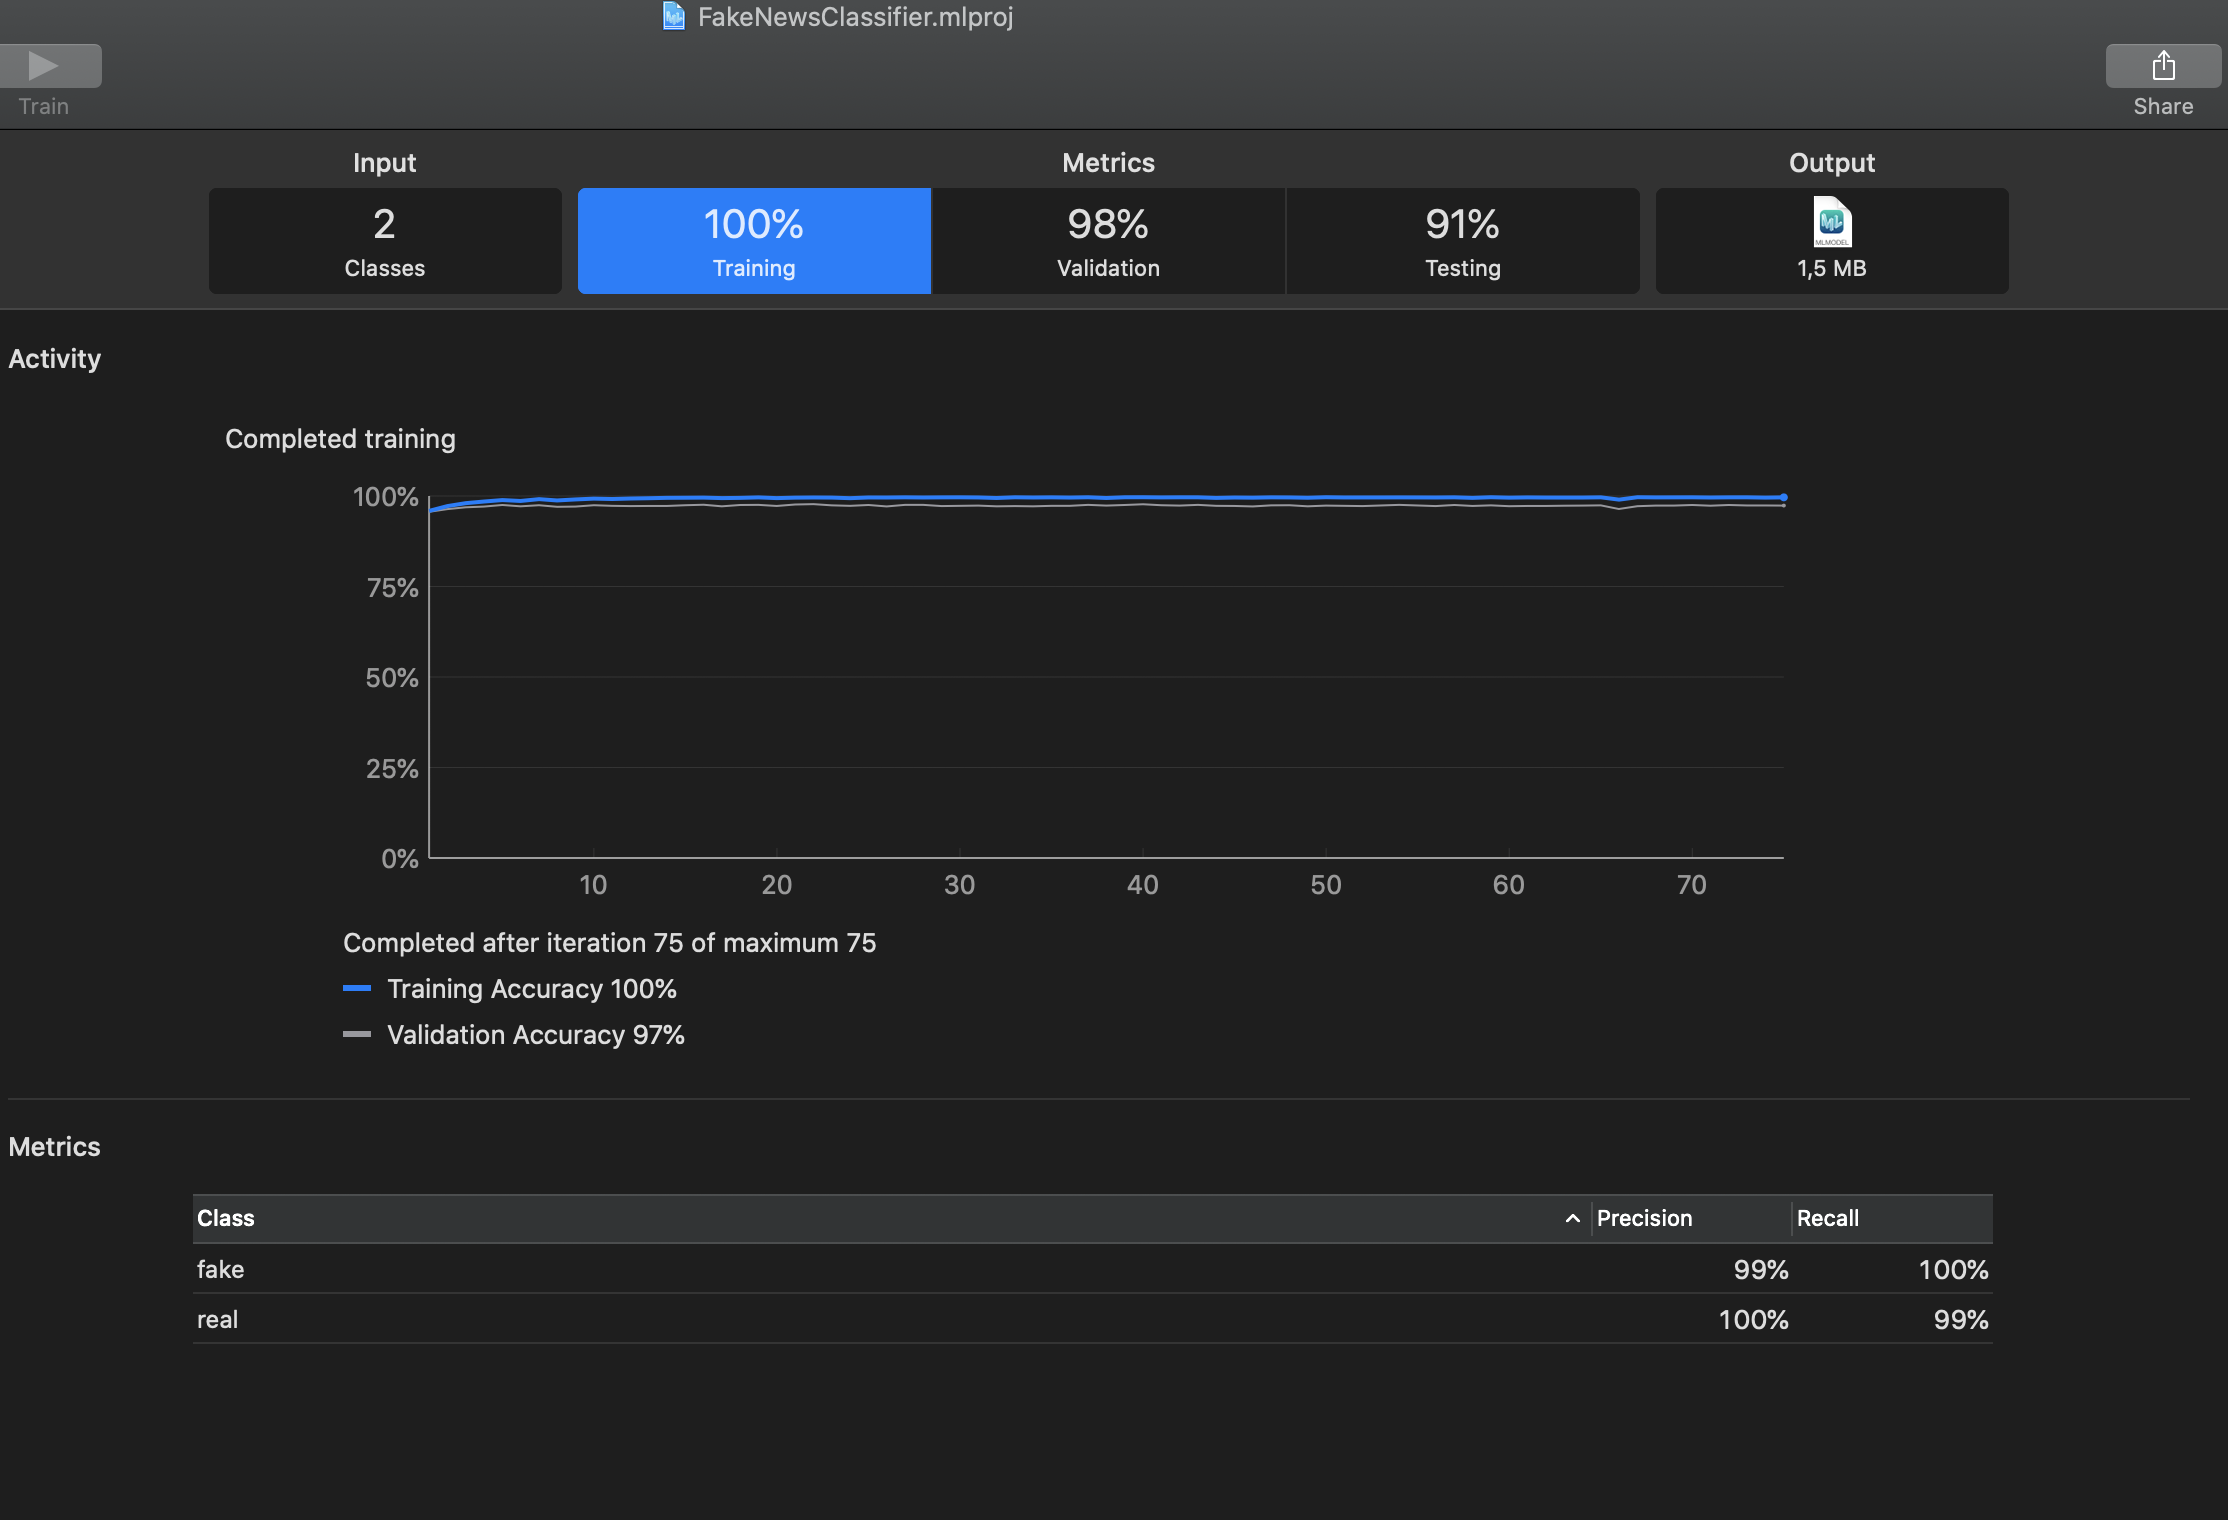 FakeNewsClassifier.mlproj
Train
Share
Input
Metrics
Output
2
Classes
100%
Training
98%
Validation
91%
Testing
MLMODEL
1,5 MB
Activity
Completed training
100%
75%
50%
25%
0%
10 20 30 40 50 60 70
Completed after iteration 75 of maximum 75
Training Accuracy 100%
Validation Accuracy 97%
Metrics
Class Precision Recall
fake 99% 100%
real 100% 99%